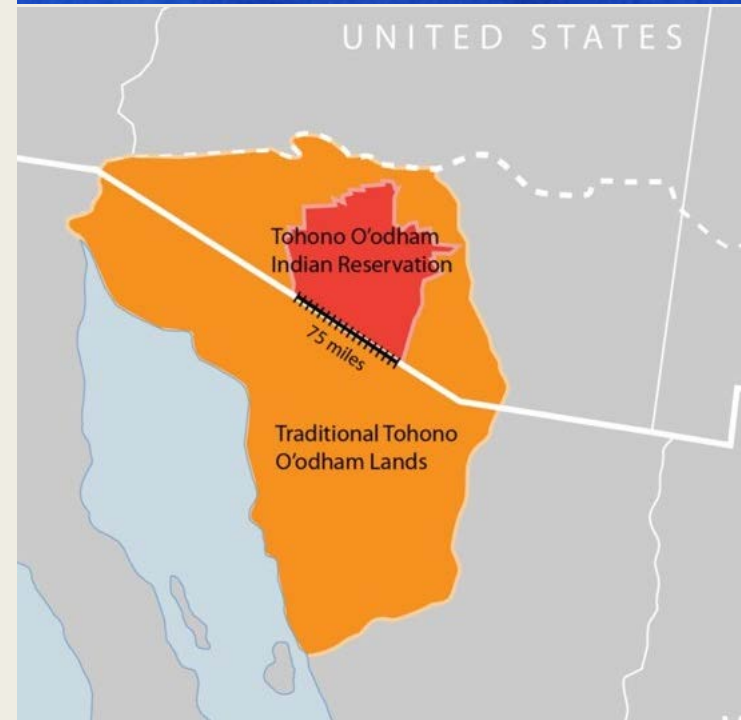 UNITED STATES
Tohono O'odham
Indian Reservation
75 miles
Traditional Tohono
O'odham Lands